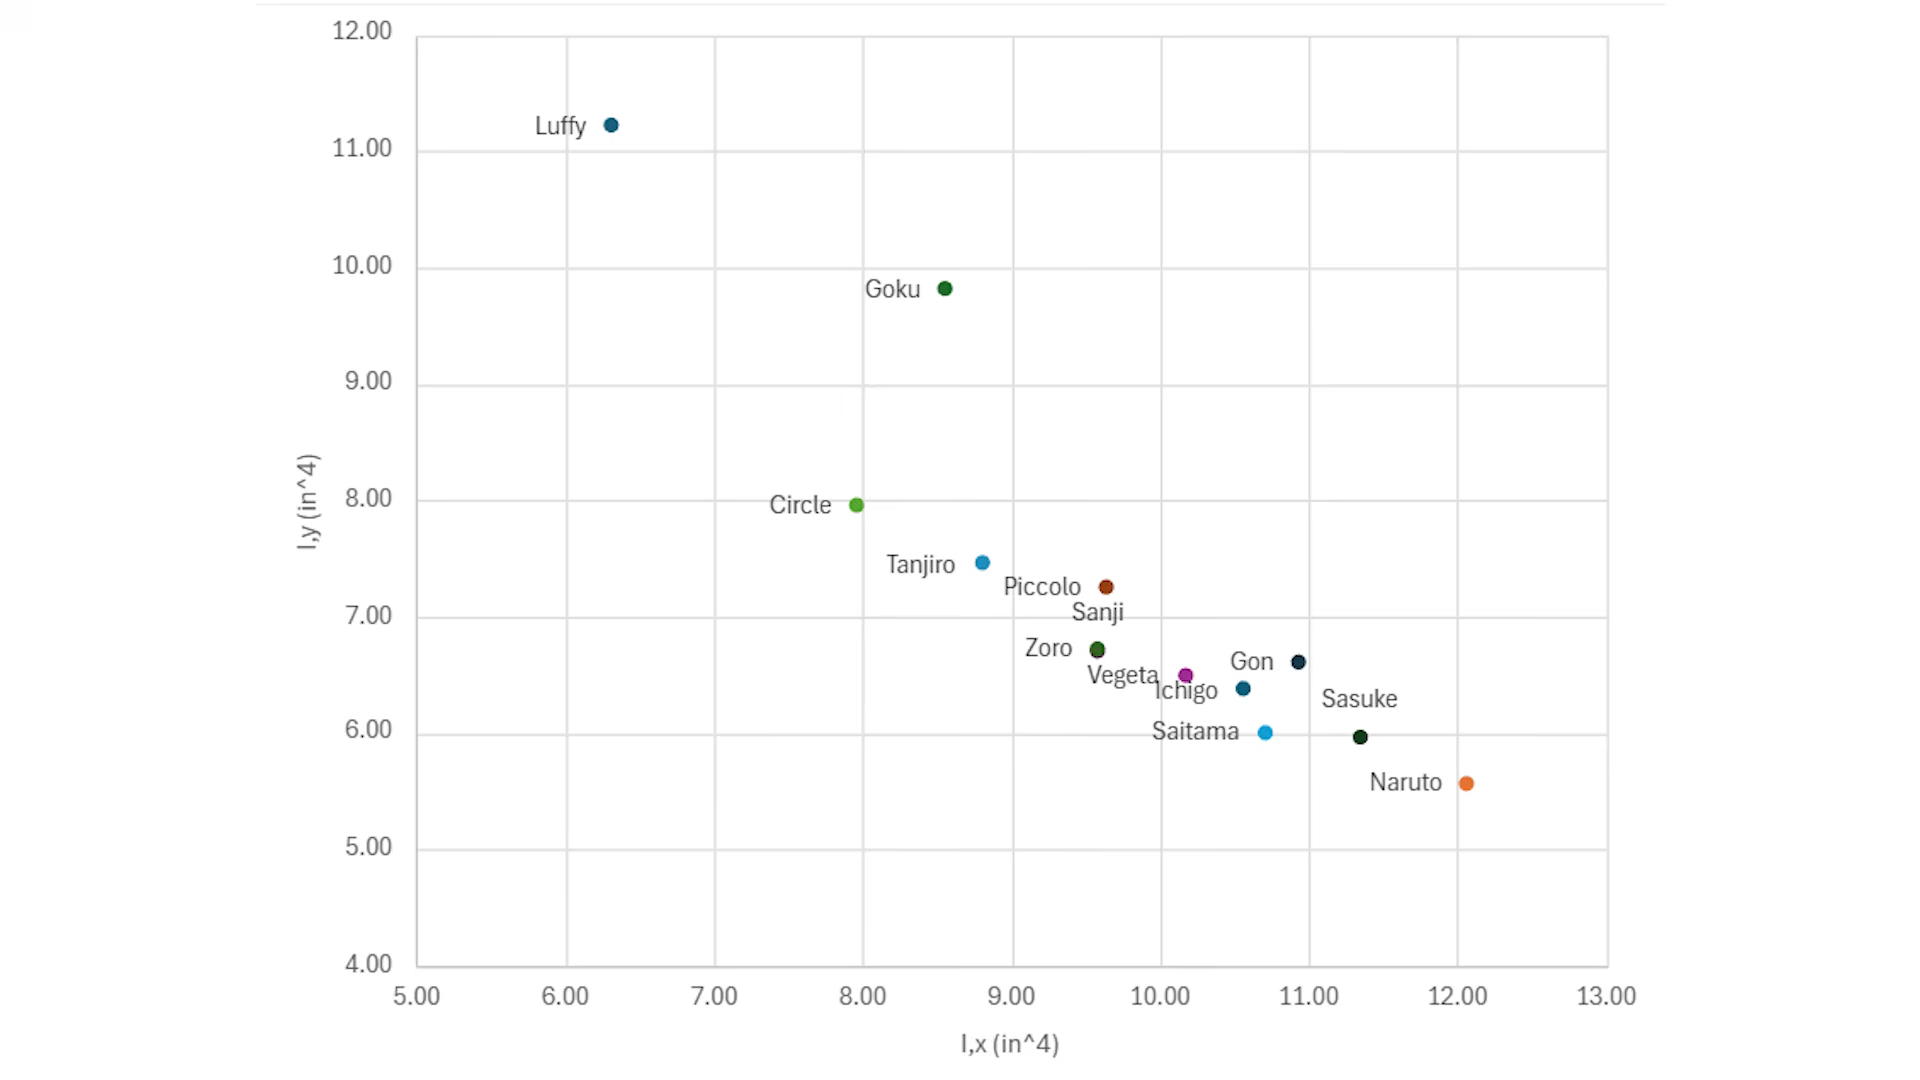 12.00
Luffy
11.00
10.00
Goku
9.00
8.00
Circle
Tanjiro
Piccolo
Sanji
7.00
Zoro
Gon
Vegeta
Ichigo
Sasuke
6.00
Saitama
Naruto
5.00
4.00
I,y (in^4)
5.00 6.00 7.00 8.00 9.00 10.00 11.00 12.00 13.00
I,x (in^4)